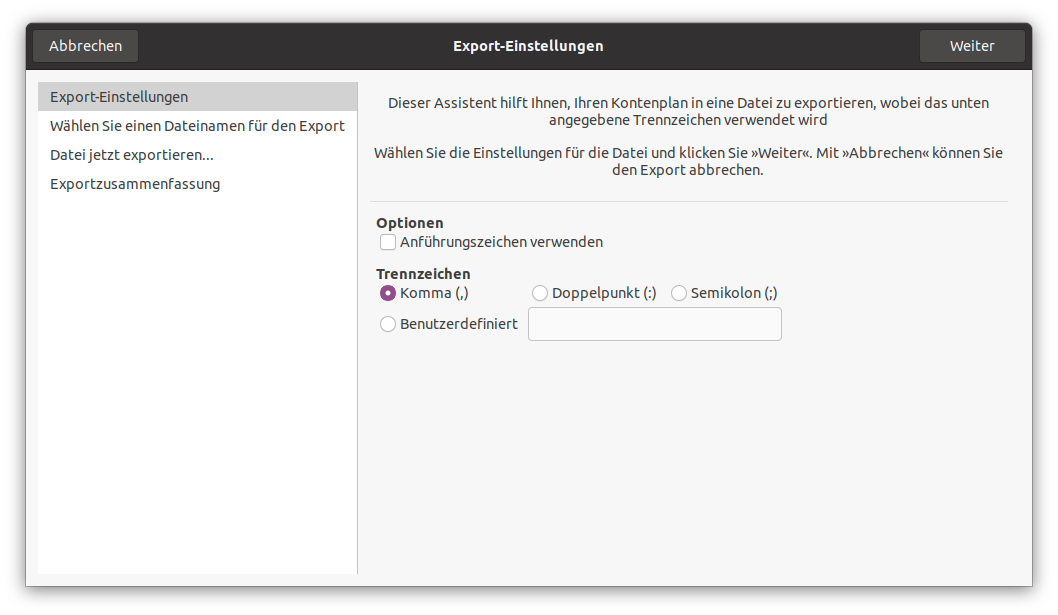 Abbrechen
Export-Einstellungen
Weiter
Export-Einstellungen
Wählen Sie einen Dateinamen für den Export
Datei jetzt exportieren...
Exportzusammenfassung
Dieser Assistent hilft Ihnen, Ihren Kontenplan in eine Datei zu exportieren, wobei das unten
angegebene Trennzeichen verwendet wird
Wählen Sie die Einstellungen für die Datei und klicken Sie »Weiter«. Mit »Abbrechen« können Sie
den Export abbrechen.
Optionen
Anführungszeichen verwenden
Trennzeichen
Komma (,) Doppelpunkt (:) Semikolon (;)
Benutzerdefiniert